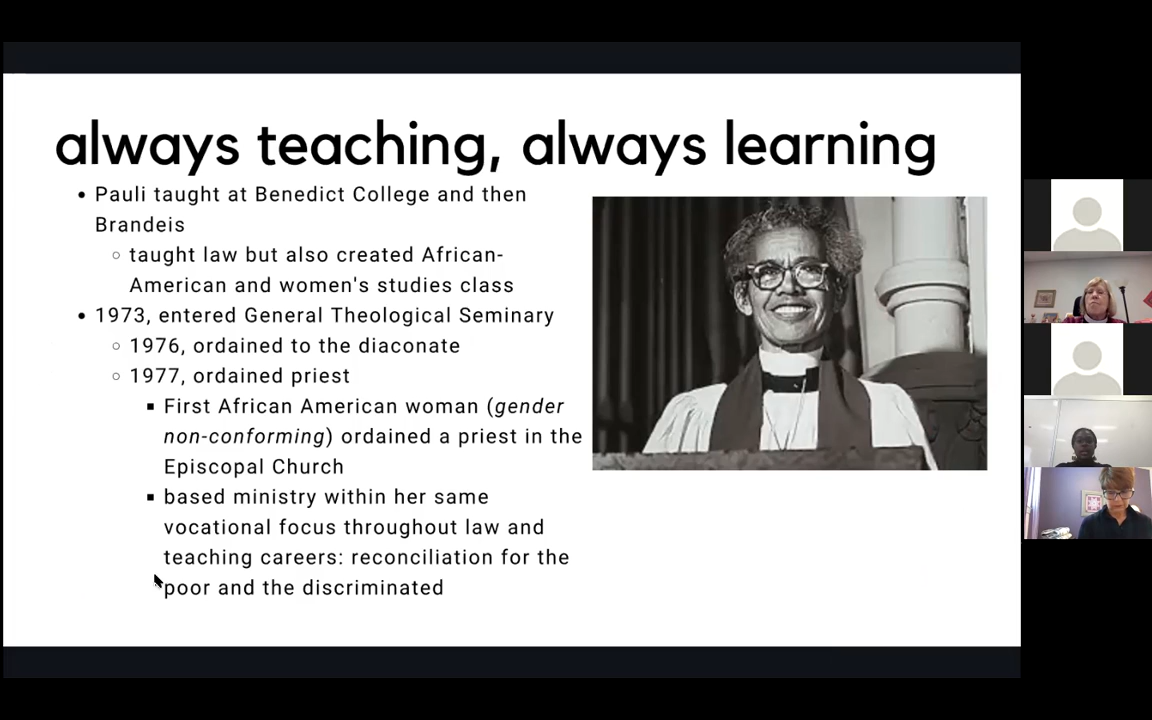 always teaching, always learning
• Pauli taught at Benedict College and then
Brandeis
○ taught law but also created African-
American and women's studies class
• 1973, entered General Theological Seminary
○ 1976, ordained to the diaconate
○ 1977, ordained priest
▪ First African American woman (gender
non-conforming) ordained a priest in the
Episcopal Church
▪ based ministry within her same
vocational focus throughout law and
teaching careers: reconciliation for the
poor and the discriminated